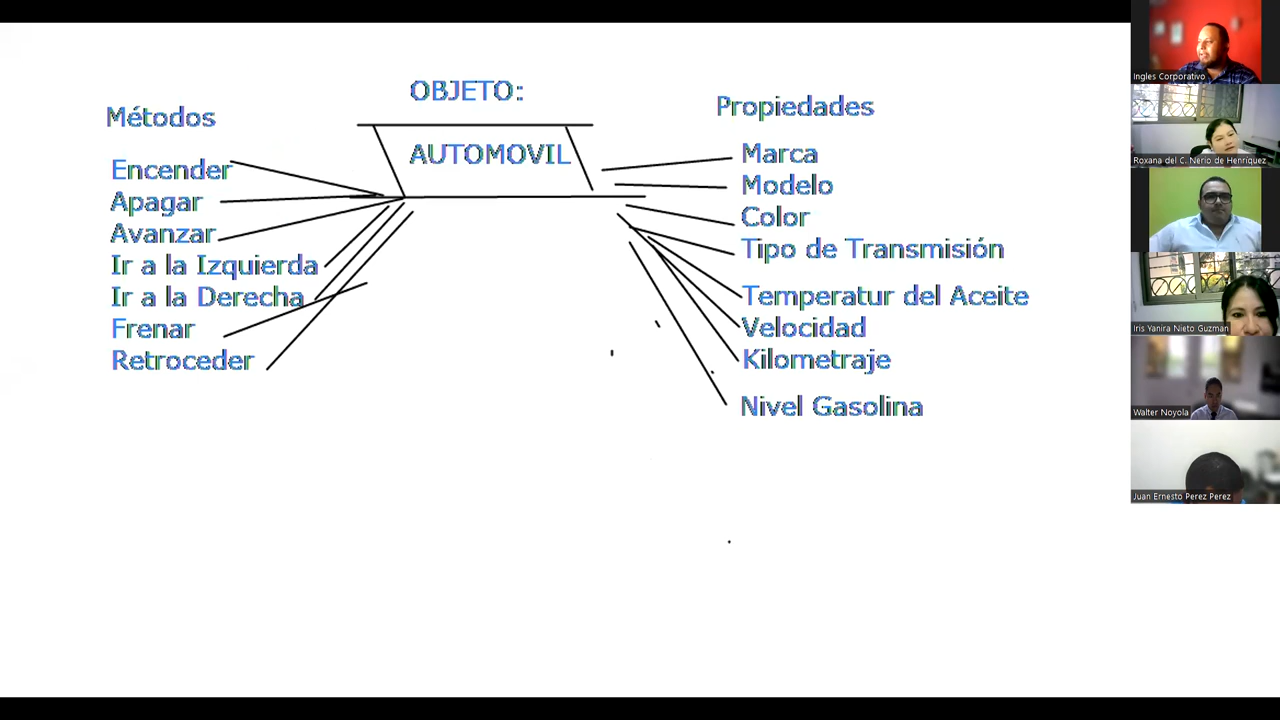 OBJETO:
AUTOMOVIL
Métodos
Encender
Apagar
Avanzar
Ir a la Izquierda
Ir a la Derecha
Frenar
Retroceder
Propiedades
Marca
Modelo
Color
Tipo de Transmisión
Temperatur del Aceite
Velocidad
Kilometraje
Nivel Gasolina
Ingles Corporativo
Roxana del C. Nerio de Henríquez
Iris Yanira Nieto Guzman
Walter Noyola
Juan Ernesto Perez Perez